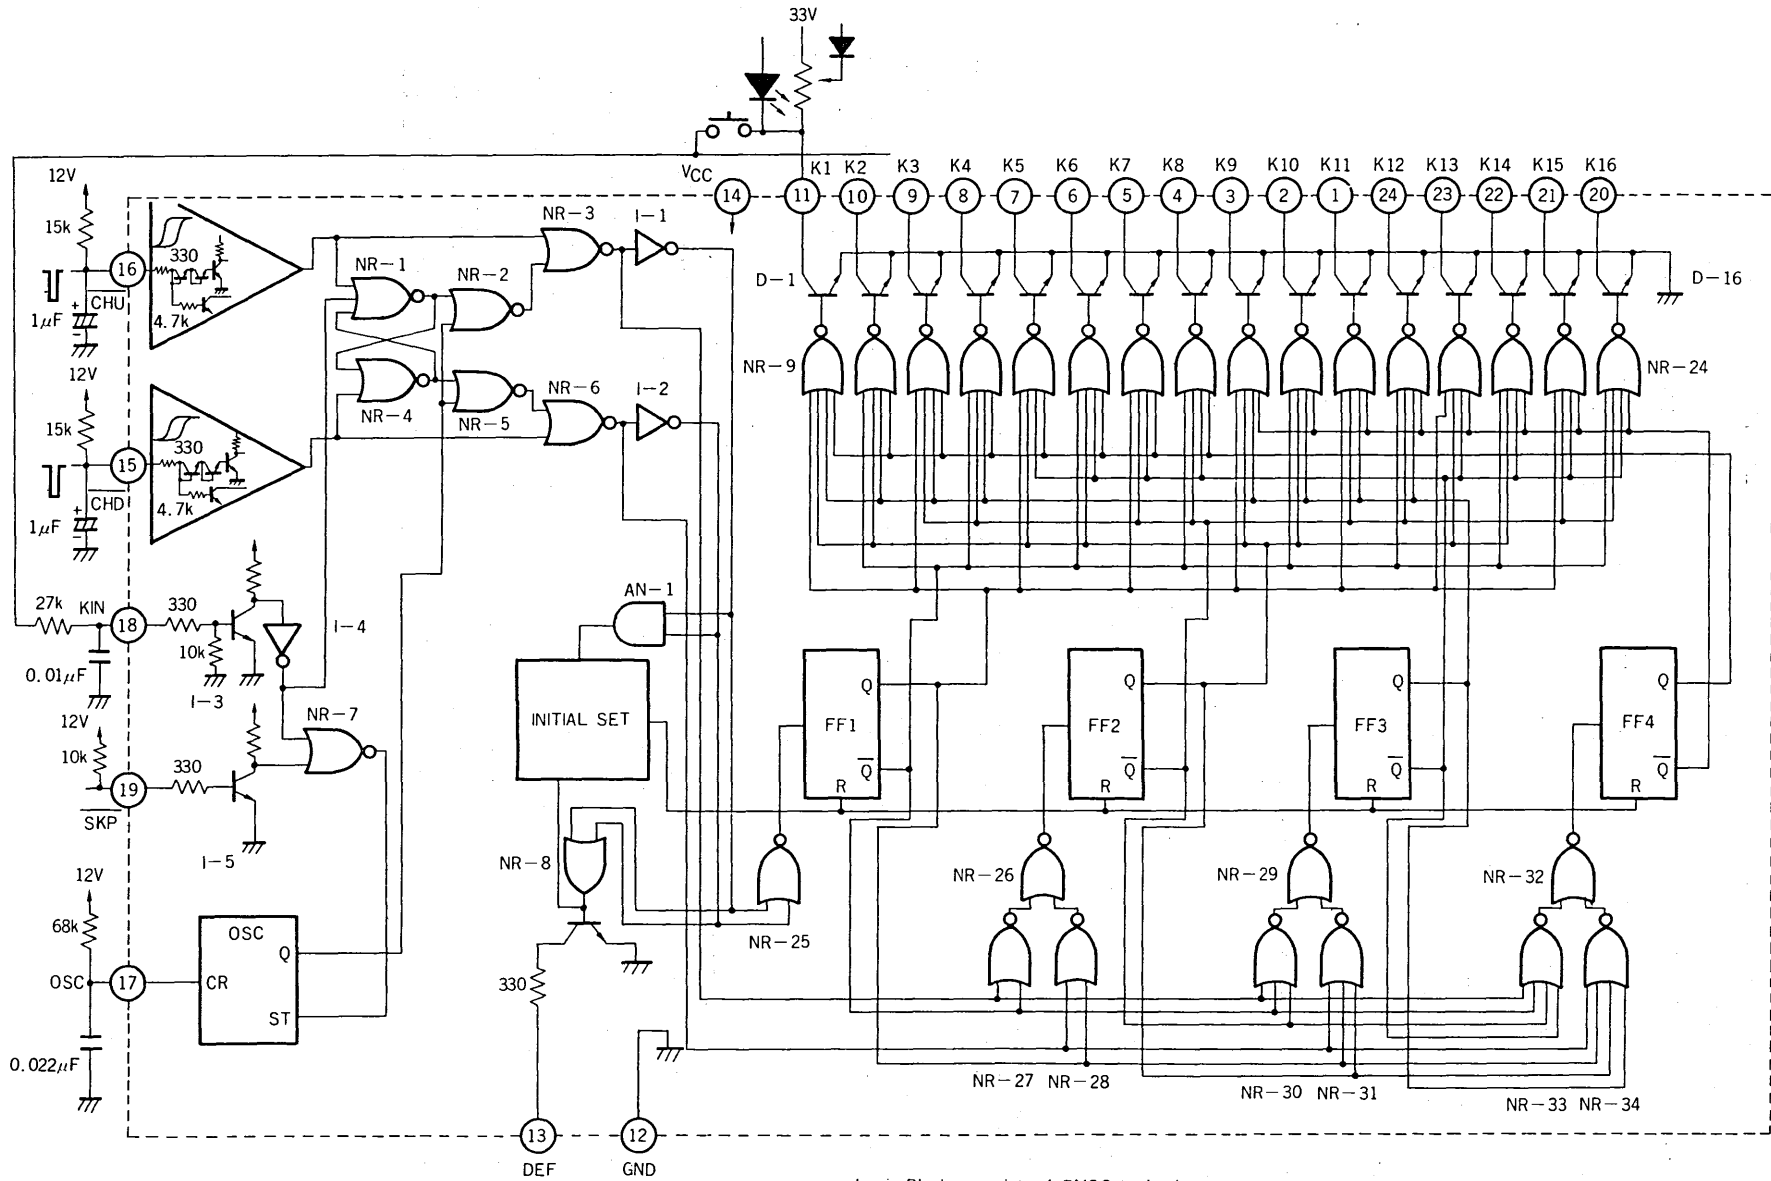 33V
K1 K2 K3 K4 K5 K6 K7 K8 K9 K10 K11 K12 K13 K14 K15 K16
VCC
14 11 10 9 8 7 6 5 4 3 2 1 24 23 22 21 20
12V
15k
16
CHU
1μF
330
4.7k
NR-1
NR-2
NR-3
I-1
D-1
D-16
12V
15k
15
CHD
1μF
330
4.7k
NR-4
NR-5
NR-6
I-2
NR-9
NR-24
27k
KIN
18
330
10k
0.01μF
I-3
I-4
AN-1
12V
10k
19
SKP
330
NR-7
I-5
INITIAL SET
Q
FF1
Q
R
Q
FF2
Q
R
Q
FF3
Q
R
Q
FF4
Q
R
NR-8
NR-25
NR-26
NR-29
NR-32
12V
68k
OSC
17
0.022μF
OSC
Q
CR
ST
330
NR-27
NR-28
NR-30
NR-31
NR-33
NR-34
13
DEF
12
GND